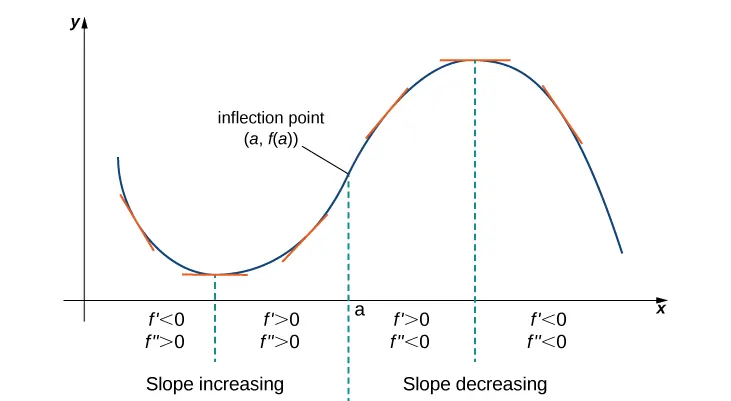 y
inflection point
(a, f(a))
a
x
f'<0 f'>0 f'>0 f'<0
f">0 f">0 f"<0 f"<0
Slope increasing Slope decreasing